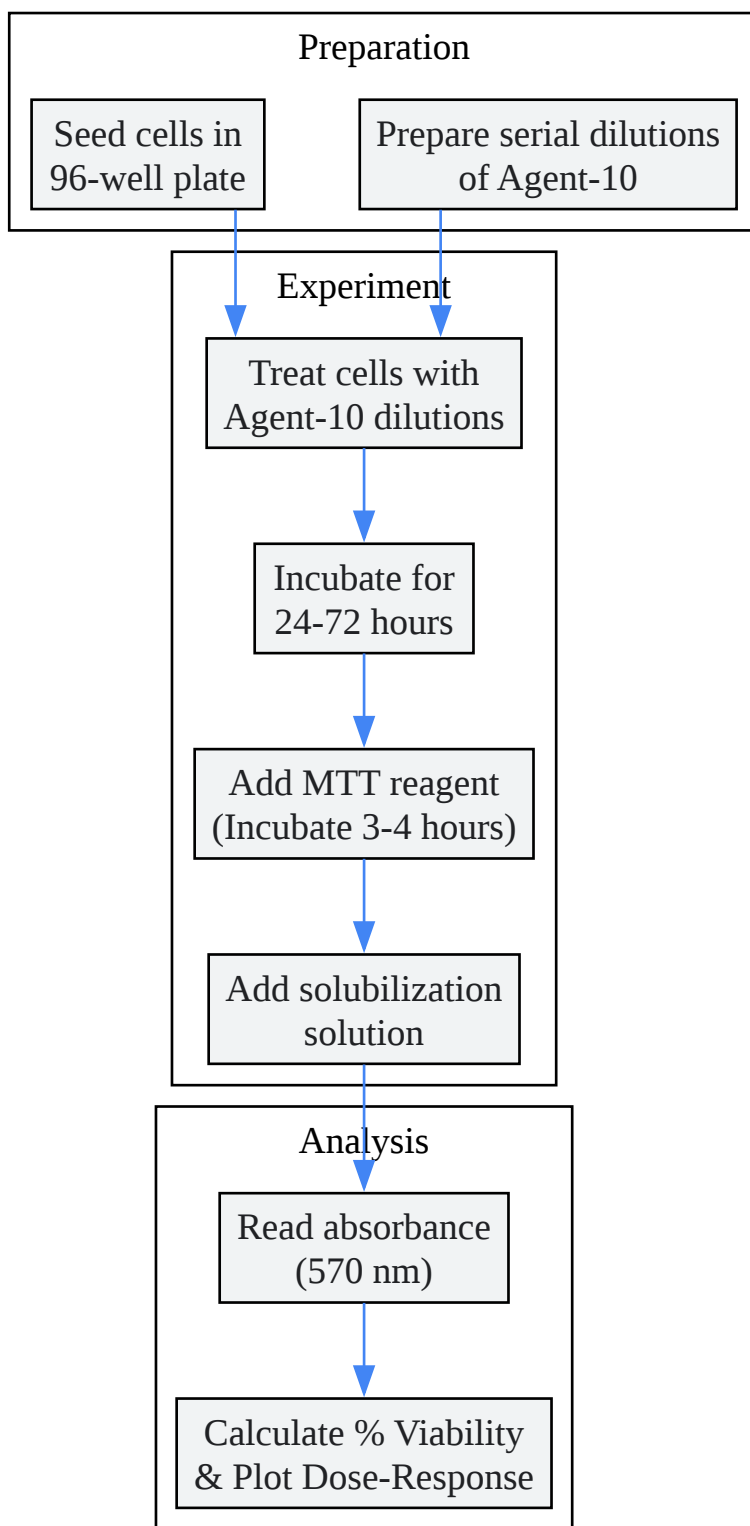 Preparation
Seed cells in
96-well plate
Prepare serial dilutions
of Agent-10
Experiment
Treat cells with
Agent-10 dilutions
Incubate for
24-72 hours
Add MTT reagent
(Incubate 3-4 hours)
Add solubilization
solution
Analysis
Read absorbance
(570 nm)
Calculate % Viability
& Plot Dose-Response